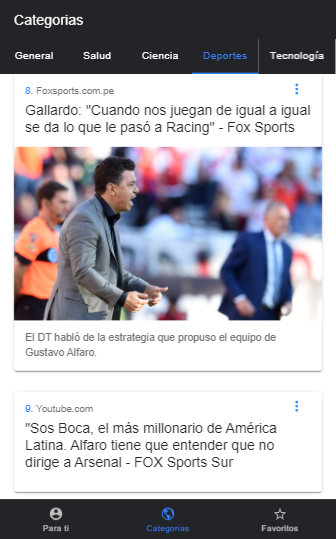 Categorias
General Salud Ciencia Deportes Tecnología
8. Foxsports.com.pe
Gallardo: "Cuando nos juegan de igual a igual
se da lo que le pasó a Racing" - Fox Sports
El DT habló de la estrategia que propuso el equipo de
Gustavo Alfaro.
9. Youtube.com
"Sos Boca, el más millonario de América
Latina. Alfaro tiene que entender que no
dirige a Arsenal - FOX Sports Sur
Para ti Categorias Favoritos